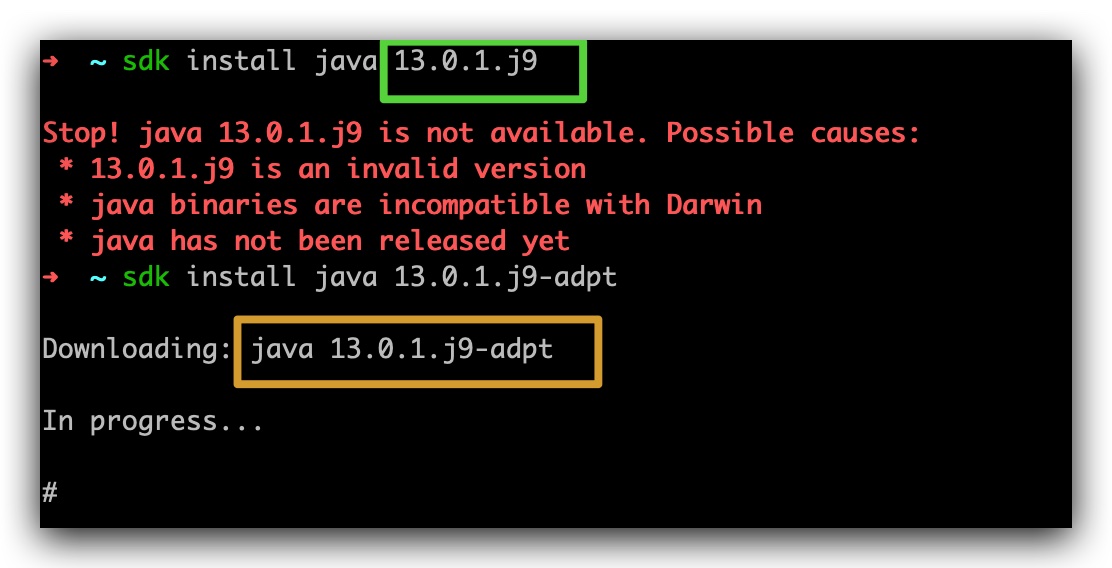 ➜ ~ sdk install java 13.0.1.j9
Stop! java 13.0.1.j9 is not available. Possible causes:
* 13.0.1.j9 is an invalid version
* java binaries are incompatible with Darwin
* java has not been released yet
➜ ~ sdk install java 13.0.1.j9-adpt
Downloading: java 13.0.1.j9-adpt
In progress...
#